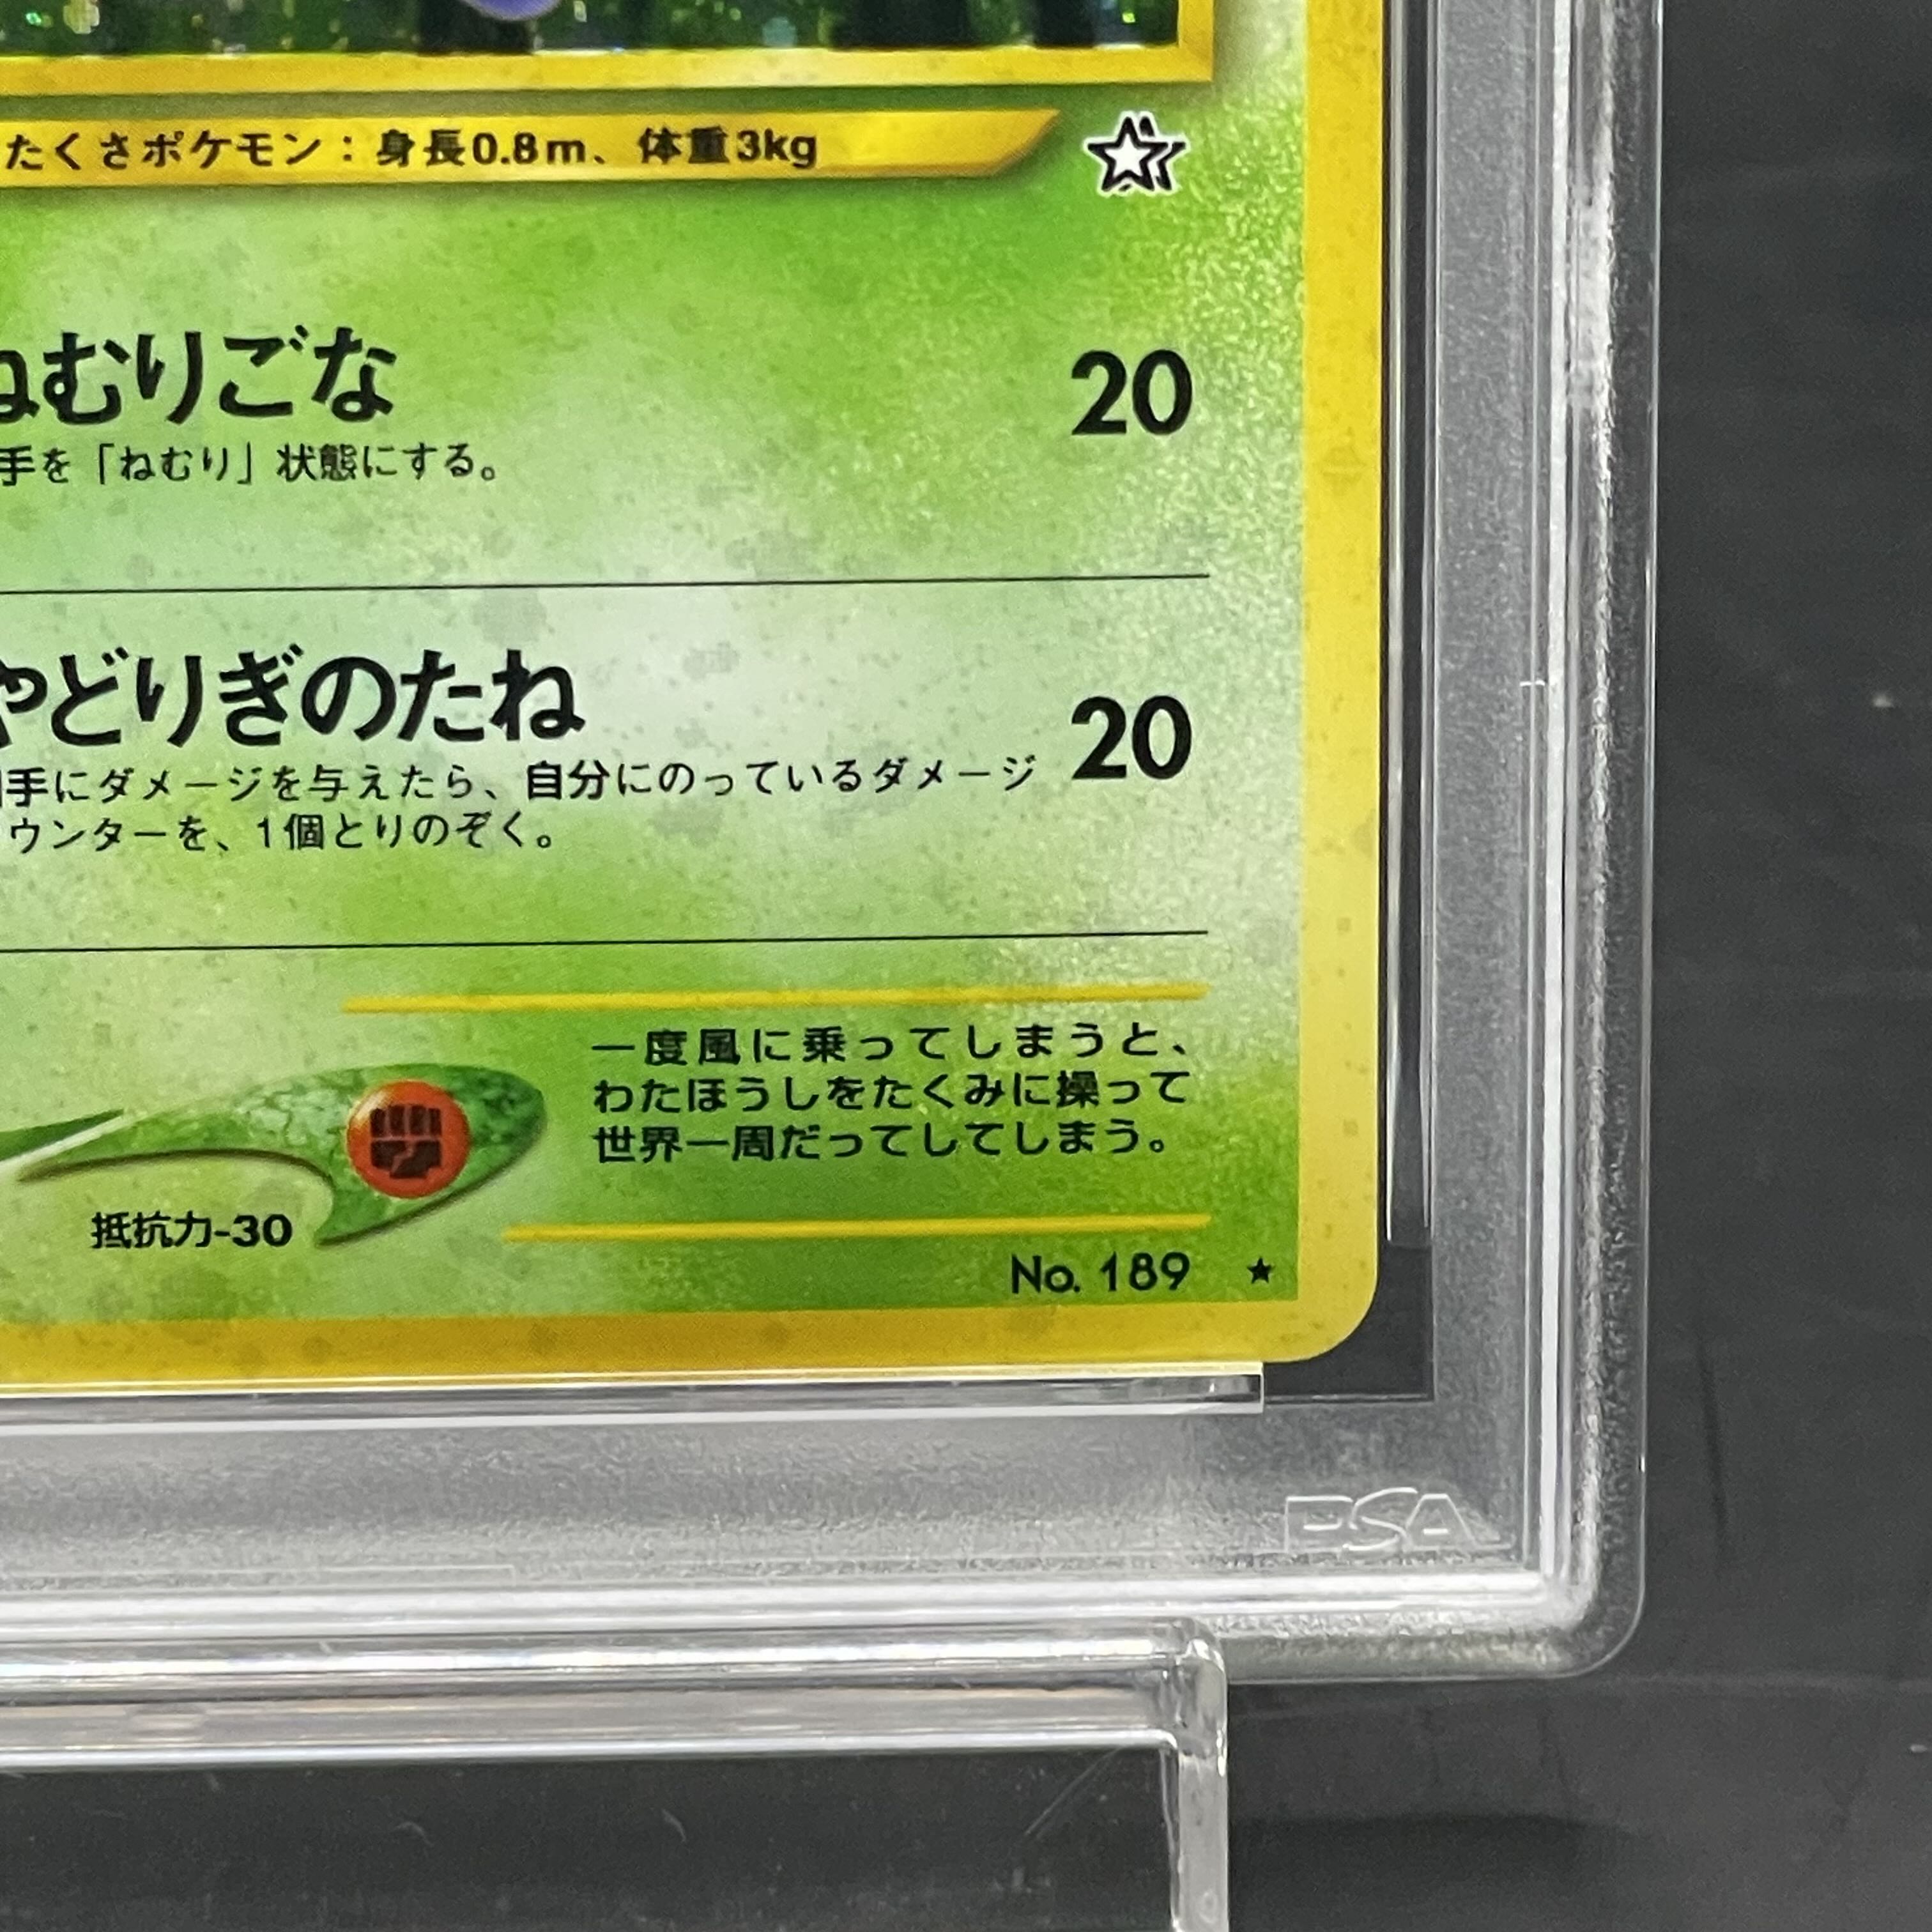 たくさポケモン：身長0.8m、体重3kg
ねむりごな 20
手を「ねむり」状態にする。
やどりぎのたね 20
手にダメージを与えたら、自分にのっているダメージ
ウンターを、1個とりのぞく。
一度風に乗ってしまうと、
わたほうしをたくみに操って
世界一周だってしてしまう。
抵抗力-30
No. 189 ★
PSA